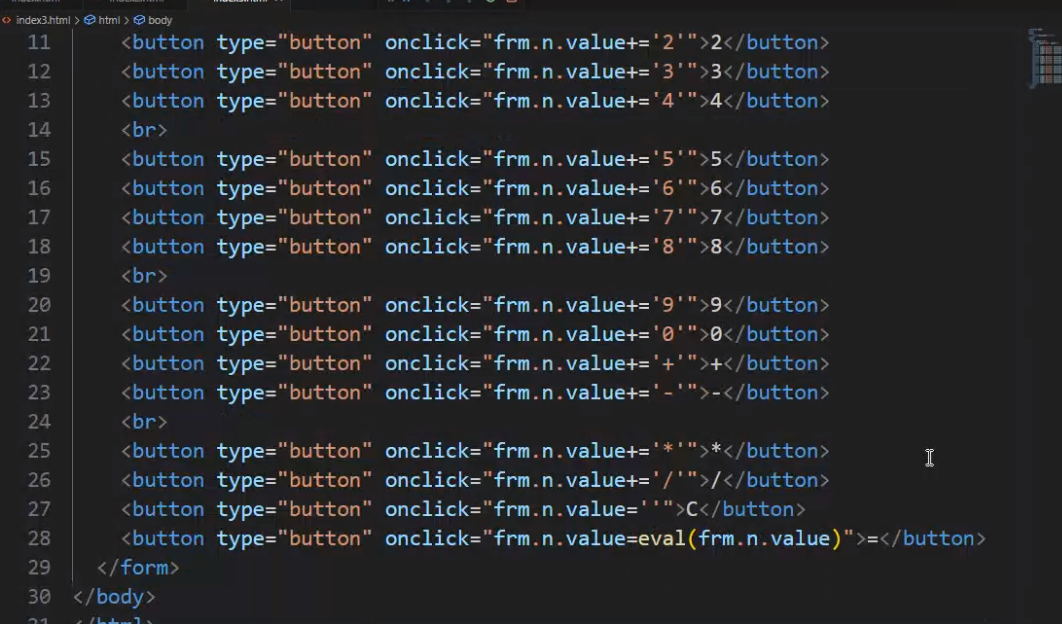 index3.html > html > body
11 <button type="button" onclick="frm.n.value+='2'">2</button>
12 <button type="button" onclick="frm.n.value+='3'">3</button>
13 <button type="button" onclick="frm.n.value+='4'">4</button>
14 <br>
15 <button type="button" onclick="frm.n.value+='5'">5</button>
16 <button type="button" onclick="frm.n.value+='6'">6</button>
17 <button type="button" onclick="frm.n.value+='7'">7</button>
18 <button type="button" onclick="frm.n.value+='8'">8</button>
19 <br>
20 <button type="button" onclick="frm.n.value+='9'">9</button>
21 <button type="button" onclick="frm.n.value+='0'">0</button>
22 <button type="button" onclick="frm.n.value+='+'">+</button>
23 <button type="button" onclick="frm.n.value+='-'">-</button>
24 <br>
25 <button type="button" onclick="frm.n.value+='*'">*</button>
26 <button type="button" onclick="frm.n.value+='/'">/</button>
27 <button type="button" onclick="frm.n.value=''">C</button>
28 <button type="button" onclick="frm.n.value=eval(frm.n.value)">=</button>
29 </form>
30 </body>
31 </html>